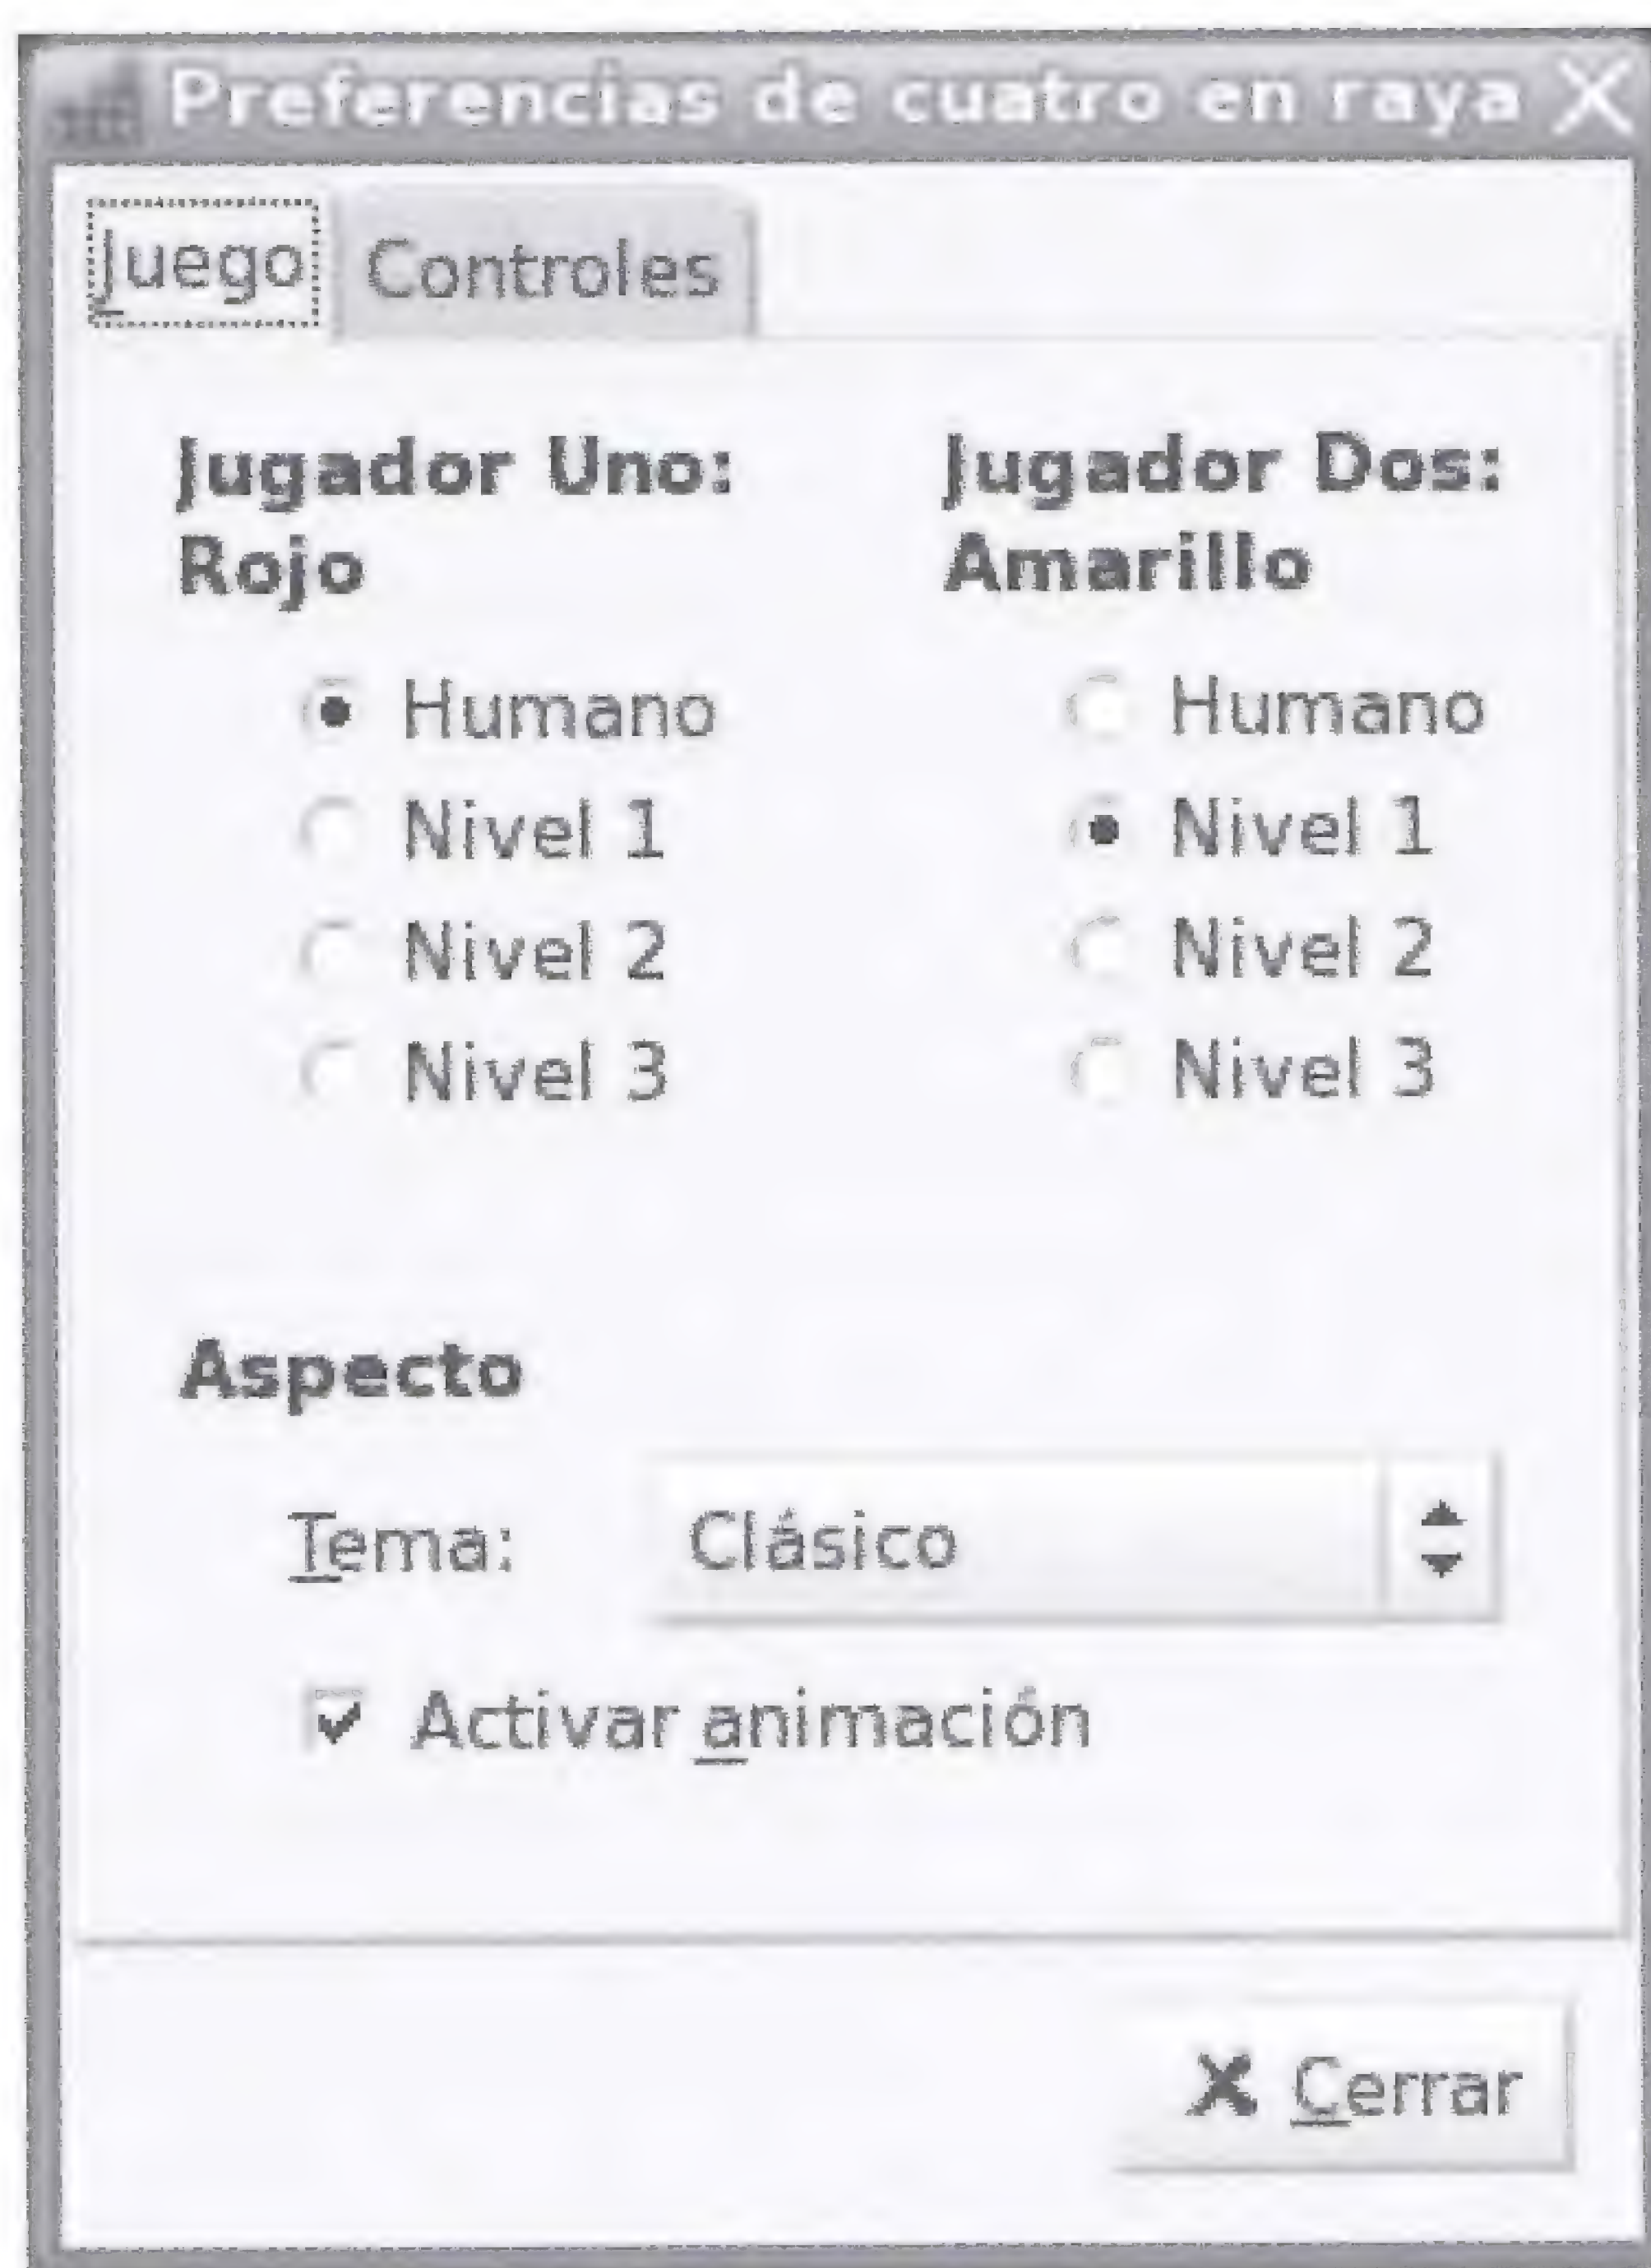 Preferencias de cuatro en raya
Juego Controles
Jugador Uno:
Rojo
Humano
Nivel 1
Nivel 2
Nivel 3
Jugador Dos:
Amarillo
Humano
Nivel 1
Nivel 2
Nivel 3
Aspecto
Tema: Clásico
Activar animación
Cerrar